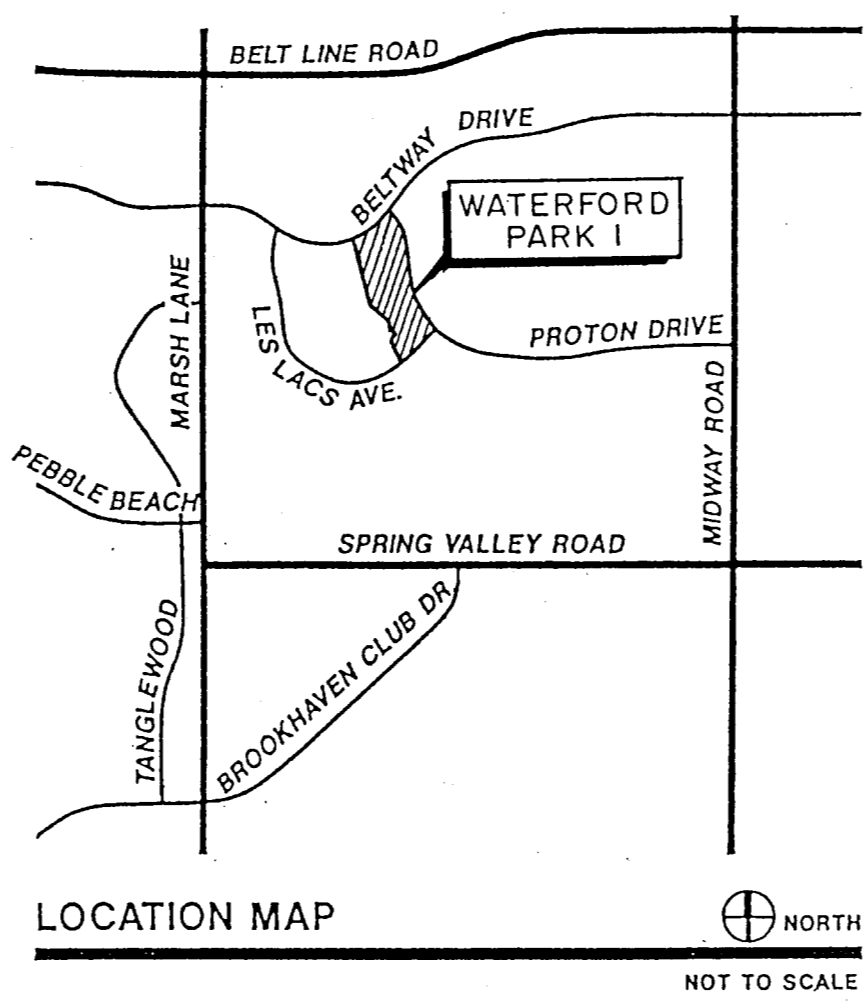 BELT LINE ROAD
BELTWAY DRIVE
WATERFORD
PARK I
MARSH LANE
LES LACS AVE.
PROTON DRIVE
MIDWAY ROAD
PEBBLE BEACH
SPRING VALLEY ROAD
TANGLEWOOD
BROOKHAVEN CLUB DR
LOCATION MAP
NORTH
NOT TO SCALE